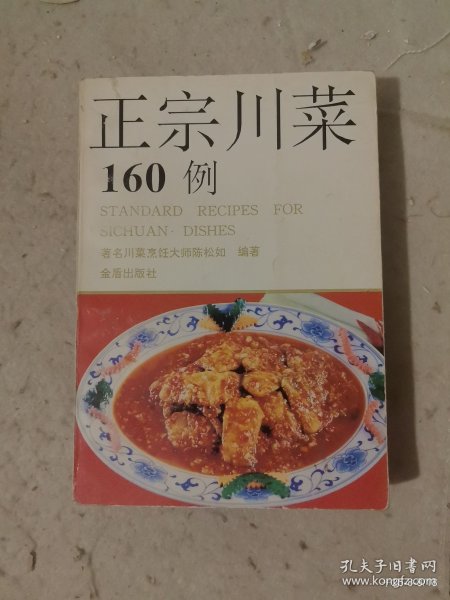 正宗川菜
160 例
STANDARD RECIPES FOR
SICHUAN· DISHES
著名川菜烹饪大师陈松如 编著
金盾出版社
孔夫子旧书网
www.kongfz.com